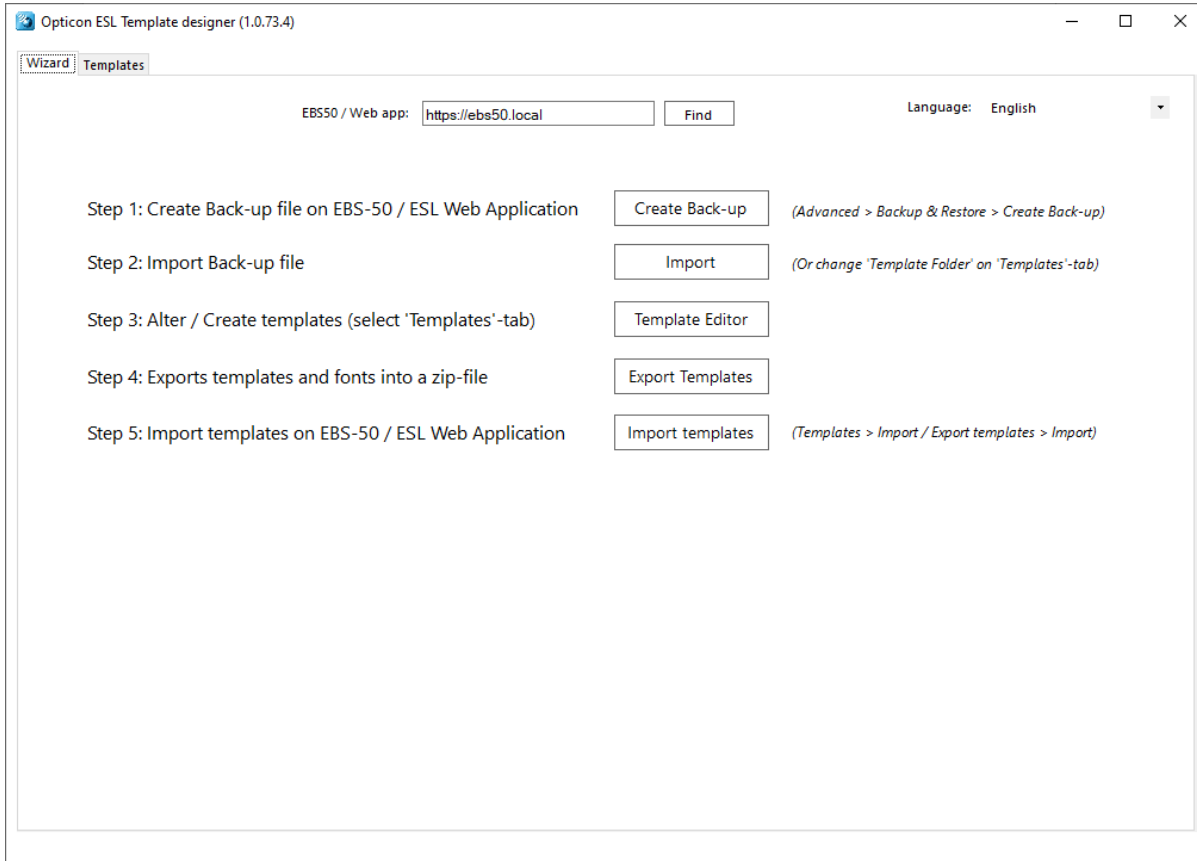 Opticon ESL Template designer (1.0.73.4)
Wizard Templates
EBS50 / Web app: https://ebs50.local Find Language: English
Step 1: Create Back-up file on EBS-50 / ESL Web Application Create Back-up (Advanced > Backup & Restore > Create Back-up)
Step 2: Import Back-up file Import (Or change 'Template Folder' on 'Templates'-tab)
Step 3: Alter / Create templates (select 'Templates'-tab) Template Editor
Step 4: Exports templates and fonts into a zip-file Export Templates
Step 5: Import templates on EBS-50 / ESL Web Application Import templates (Templates > Import / Export templates > Import)